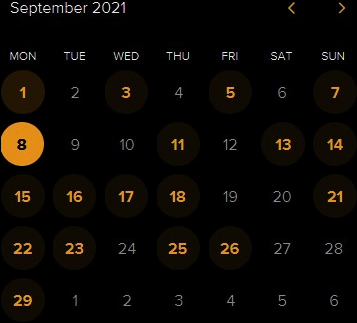 September 2021
MON TUE WED THU FRI SAT SUN
1 2 3 4 5 6 7
8 9 10 11 12 13 14
15 16 17 18 19 20 21
22 23 24 25 26 27 28
29 1 2 3 4 5 6